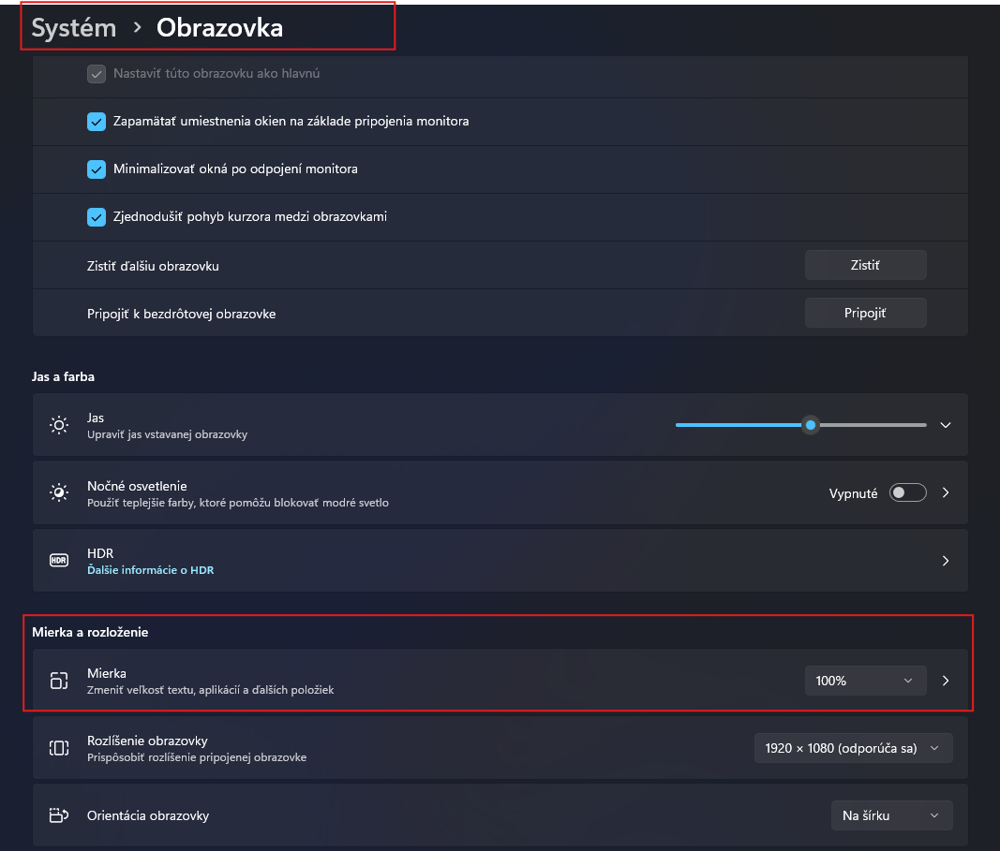 Systém > Obrazovka
Nastaviť túto obrazovku ako hlavnú
Zapamätať umiestnenia okien na základe pripojenia monitora
Minimalizovať okná po odpojení monitora
Zjednodušiť pohyb kurzora medzi obrazovkami
Zistiť ďalšiu obrazovku Zistiť
Pripojiť k bezdrôtovej obrazovke Pripojiť
Jas a farba
Jas
Upraviť jas vstavanej obrazovky
Nočné osvetlenie
Použiť teplejšie farby, ktoré pomôžu blokovať modré svetlo
Vypnuté
HDR
HDR
Ďalšie informácie o HDR
Mierka a rozloženie
Mierka
Zmeniť veľkosť textu, aplikácií a ďalších položiek
100%
Rozlíšenie obrazovky
Prispôsobiť rozlíšenie pripojenej obrazovke
1920 × 1080 (odporúča sa)
Orientácia obrazovky Na šírku